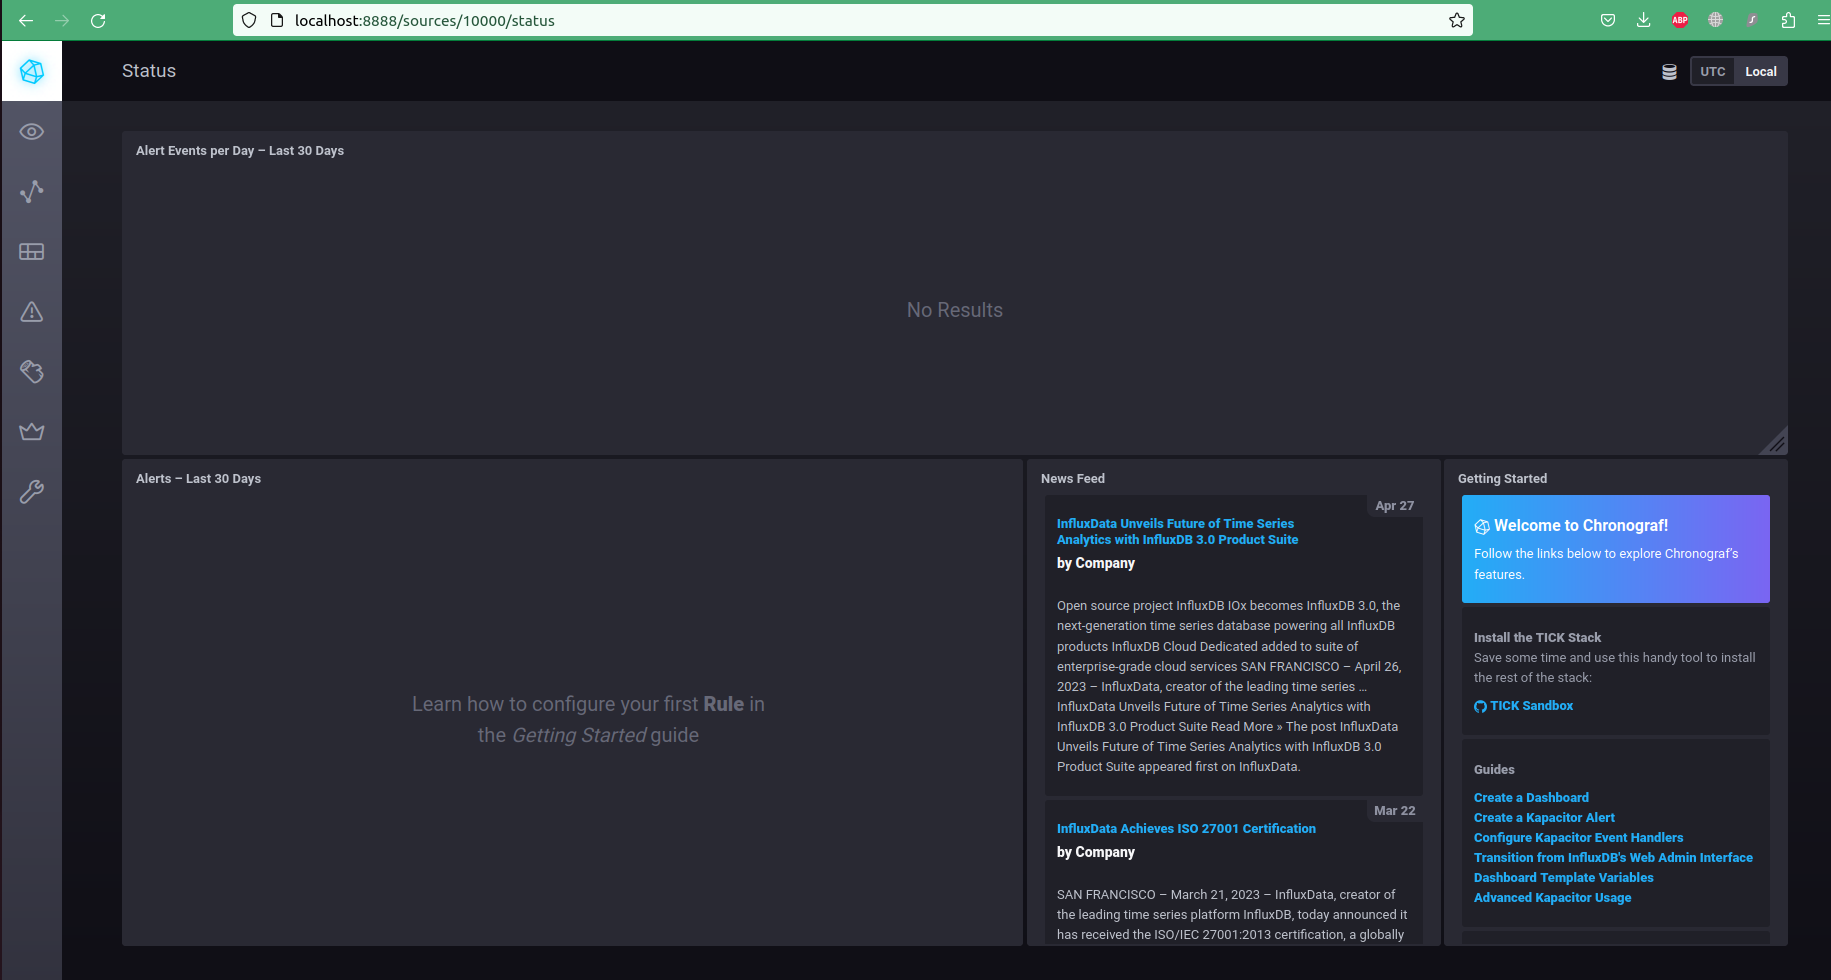 localhost:8888/sources/10000/status
ABP
Status
UTC
Local
Alert Events per Day – Last 30 Days
No Results
Alerts – Last 30 Days
Learn how to configure your first Rule in
the Getting Started guide
News Feed
Apr 27
InfluxData Unveils Future of Time Series
Analytics with InfluxDB 3.0 Product Suite
by Company
Open source project InfluxDB IOx becomes InfluxDB 3.0, the
next-generation time series database powering all InfluxDB
products InfluxDB Cloud Dedicated added to suite of
enterprise-grade cloud services SAN FRANCISCO – April 26,
2023 – InfluxData, creator of the leading time series …
InfluxData Unveils Future of Time Series Analytics with
InfluxDB 3.0 Product Suite Read More » The post InfluxData
Unveils Future of Time Series Analytics with InfluxDB 3.0
Product Suite appeared first on InfluxData.
Mar 22
InfluxData Achieves ISO 27001 Certification
by Company
SAN FRANCISCO – March 21, 2023 – InfluxData, creator of
the leading time series platform InfluxDB, today announced it
has received the ISO/IEC 27001:2013 certification, a globally
Getting Started
Welcome to Chronograf!
Follow the links below to explore Chronograf's
features.
Install the TICK Stack
Save some time and use this handy tool to install
the rest of the stack:
TICK Sandbox
Guides
Create a Dashboard
Create a Kapacitor Alert
Configure Kapacitor Event Handlers
Transition from InfluxDB's Web Admin Interface
Dashboard Template Variables
Advanced Kapacitor Usage